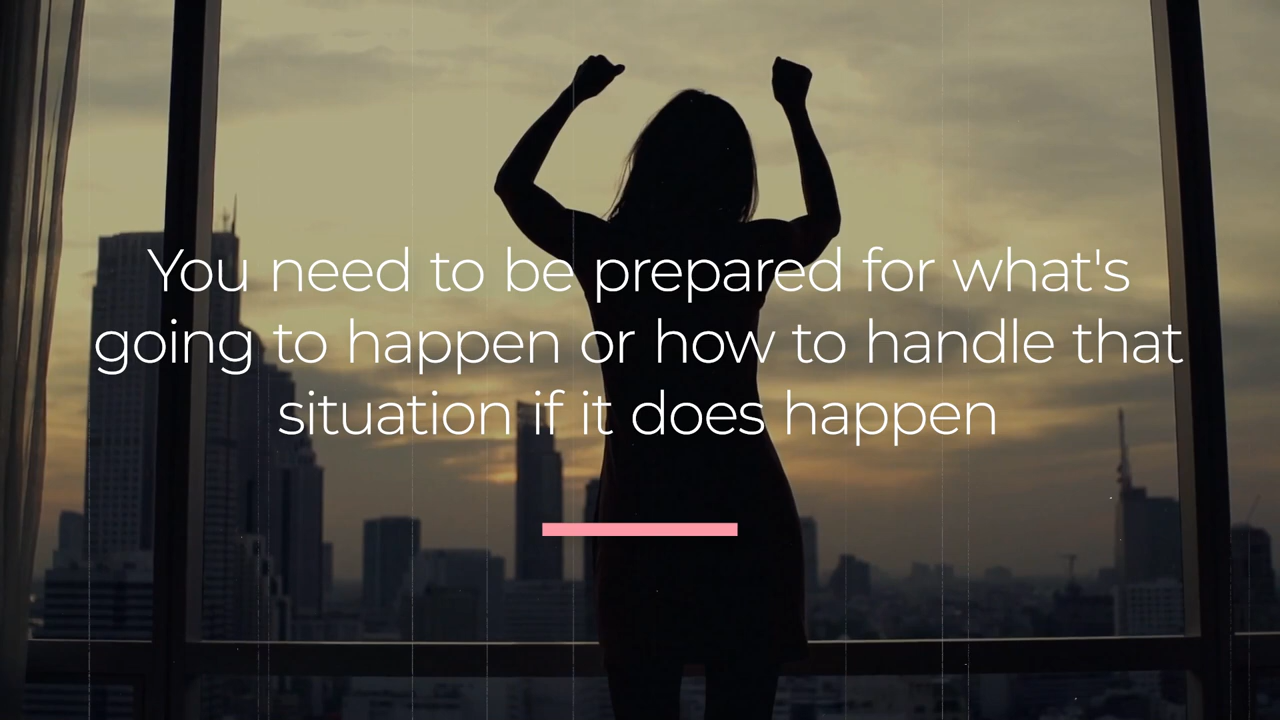 You need to be prepared for what's
going to happen or how to handle that
situation if it does happen